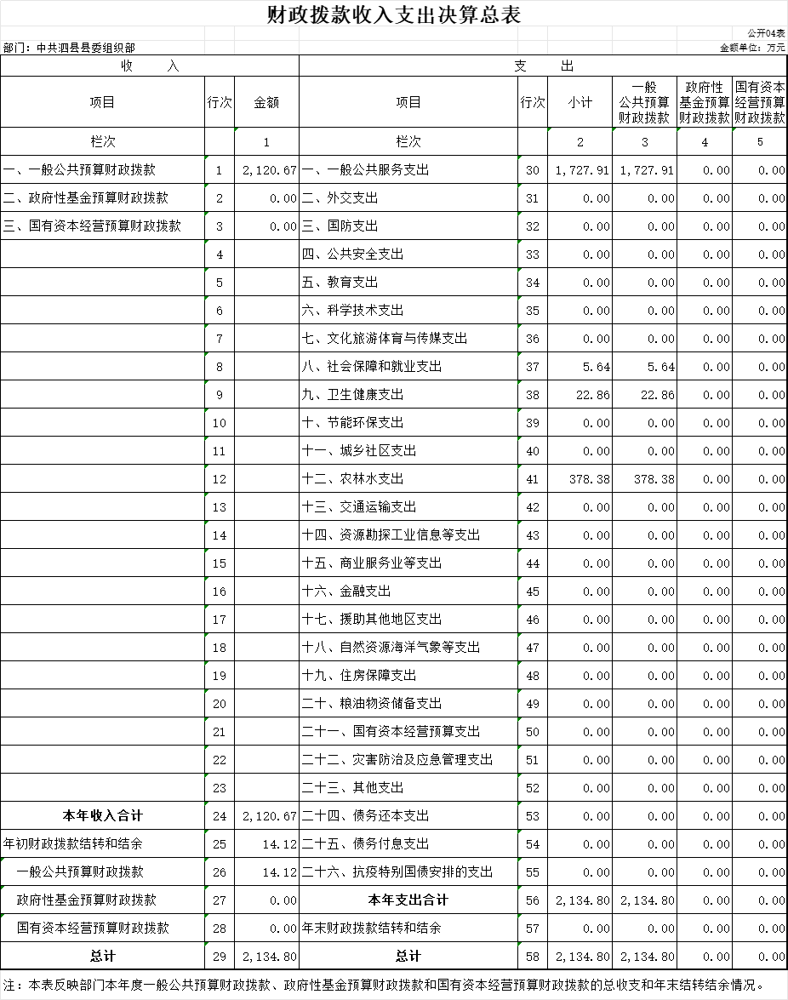 财政拨款收入支出决算总表
公开04表
部门：中共泗县县委组织部 金额单位：万元
收 入 支 出
项目 行次 金额 项目 行次 小计 一般公共预算财政拨款 政府性基金预算财政拨款 国有资本经营预算财政拨款
栏次 1 栏次 2 3 4 5
一、一般公共预算财政拨款 1 2,120.67 一、一般公共服务支出 30 1,727.91 1,727.91 0.00 0.00
二、政府性基金预算财政拨款 2 0.00 二、外交支出 31 0.00 0.00 0.00 0.00
三、国有资本经营预算财政拨款 3 0.00 三、国防支出 32 0.00 0.00 0.00 0.00
4 四、公共安全支出 33 0.00 0.00 0.00 0.00
5 五、教育支出 34 0.00 0.00 0.00 0.00
6 六、科学技术支出 35 0.00 0.00 0.00 0.00
7 七、文化旅游体育与传媒支出 36 0.00 0.00 0.00 0.00
8 八、社会保障和就业支出 37 5.64 5.64 0.00 0.00
9 九、卫生健康支出 38 22.86 22.86 0.00 0.00
10 十、节能环保支出 39 0.00 0.00 0.00 0.00
11 十一、城乡社区支出 40 0.00 0.00 0.00 0.00
12 十二、农林水支出 41 378.38 378.38 0.00 0.00
13 十三、交通运输支出 42 0.00 0.00 0.00 0.00
14 十四、资源勘探工业信息等支出 43 0.00 0.00 0.00 0.00
15 十五、商业服务业等支出 44 0.00 0.00 0.00 0.00
16 十六、金融支出 45 0.00 0.00 0.00 0.00
17 十七、援助其他地区支出 46 0.00 0.00 0.00 0.00
18 十八、自然资源海洋气象等支出 47 0.00 0.00 0.00 0.00
19 十九、住房保障支出 48 0.00 0.00 0.00 0.00
20 二十、粮油物资储备支出 49 0.00 0.00 0.00 0.00
21 二十一、国有资本经营预算支出 50 0.00 0.00 0.00 0.00
22 二十二、灾害防治及应急管理支出 51 0.00 0.00 0.00 0.00
23 二十三、其他支出 52 0.00 0.00 0.00 0.00
本年收入合计 24 2,120.67 二十四、债务还本支出 53 0.00 0.00 0.00 0.00
年初财政拨款结转和结余 25 14.12 二十五、债务付息支出 54 0.00 0.00 0.00 0.00
一般公共预算财政拨款 26 14.12 二十六、抗疫特别国债安排的支出 55 0.00 0.00 0.00 0.00
政府性基金预算财政拨款 27 0.00 本年支出合计 56 2,134.80 2,134.80 0.00 0.00
国有资本经营预算财政拨款 28 0.00 年末财政拨款结转和结余 57 0.00 0.00 0.00 0.00
总计 29 2,134.80 总计 58 2,134.80 2,134.80 0.00 0.00
注：本表反映部门本年度一般公共预算财政拨款、政府性基金预算财政拨款和国有资本经营预算财政拨款的总收支和年末结转结余情况。